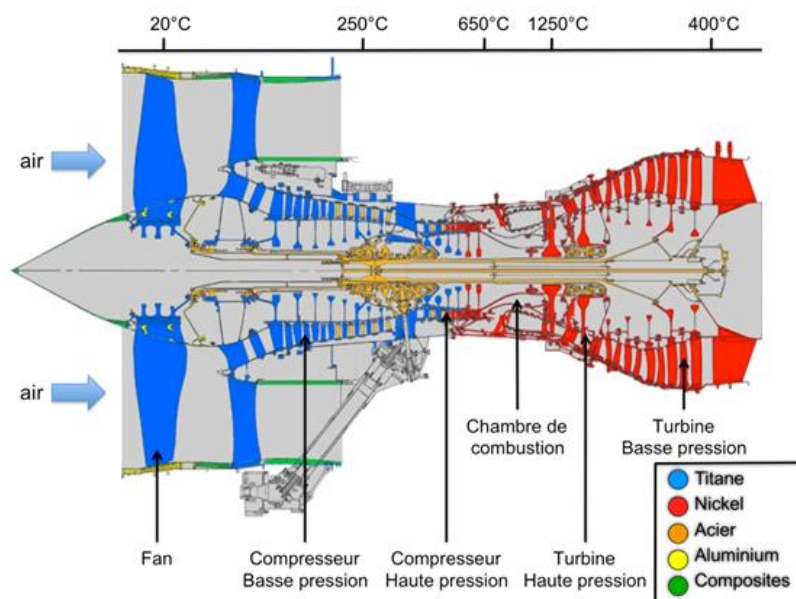 20°C 250°C 650°C 1250°C 400°C
air
air
Chambre de
combustion
Turbine
Basse pression
Fan
Compresseur
Basse pression
Compresseur
Haute pression
Turbine
Haute pression
Titane
Nickel
Acier
Aluminium
Composites